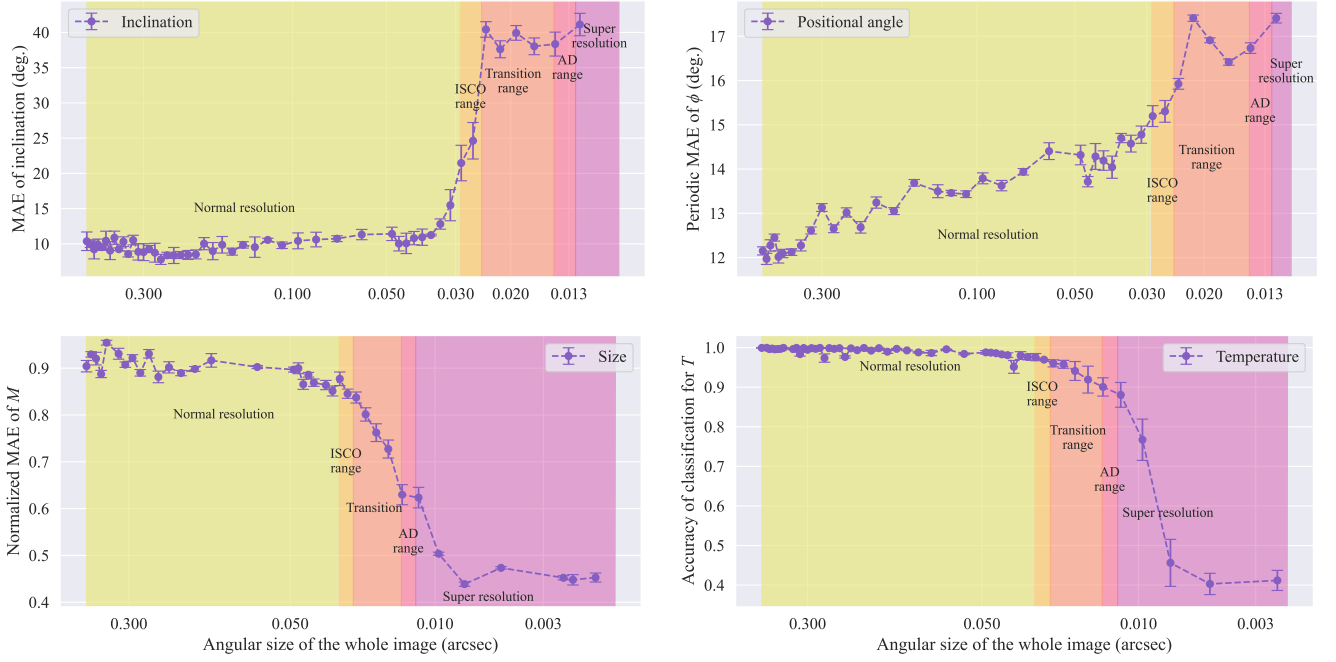 Inclination
MAE of inclination (deg.)
40
35
30
25
20
15
10
Normal resolution
ISCO
range
Transition
range
AD
range
Super
resolution
0.300
0.100
0.050
0.030
0.020
0.013
Positional angle
Periodic MAE of ϕ (deg.)
17
16
15
14
13
12
Normal resolution
ISCO
range
Transition
range
AD
range
Super
resolution
0.300
0.100
0.050
0.030
0.020
0.013
Size
Normalized MAE of M
0.9
0.8
0.7
0.6
0.5
0.4
Normal resolution
ISCO
range
Transition
AD
range
Super resolution
0.300
0.050
0.010
0.003
Angular size of the whole image (arcsec)
Temperature
Accuracy of classification for T
1.0
0.9
0.8
0.7
0.6
0.5
0.4
Normal resolution
ISCO
range
Transition
range
AD
range
Super resolution
0.300
0.050
0.010
0.003
Angular size of the whole image (arcsec)